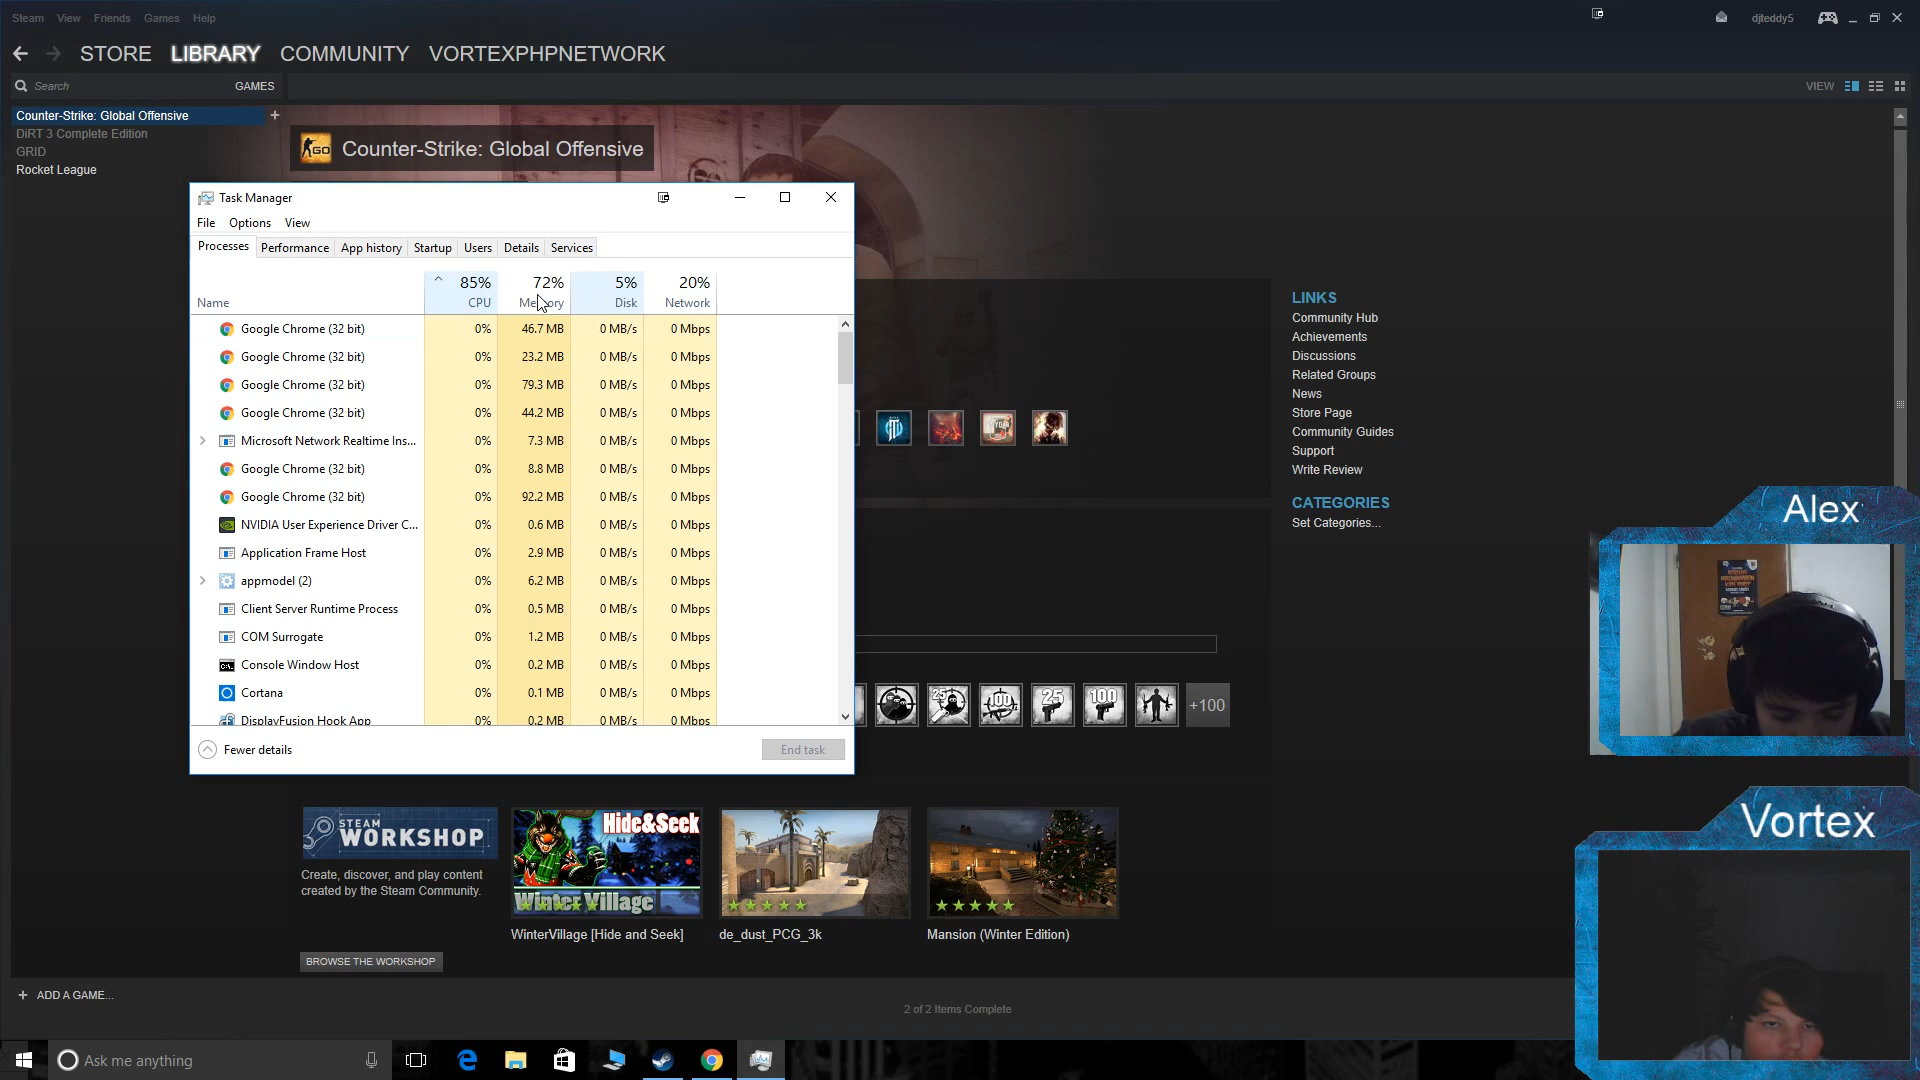 Steam View Friends Games Help
djteddy5
STORE LIBRARY COMMUNITY VORTEXPHPNETWORK
Search
GAMES
VIEW
Counter-Strike: Global Offensive
DiRT 3 Complete Edition
GRID
Rocket League
GO
Counter-Strike: Global Offensive
Task Manager
File Options View
Processes Performance App history Startup Users Details Services
85% 72% 5% 20%
Name CPU Memory Disk Network
Google Chrome (32 bit) 0% 46.7 MB 0 MB/s 0 Mbps
Google Chrome (32 bit) 0% 23.2 MB 0 MB/s 0 Mbps
Google Chrome (32 bit) 0% 79.3 MB 0 MB/s 0 Mbps
Google Chrome (32 bit) 0% 44.2 MB 0 MB/s 0 Mbps
Microsoft Network Realtime Ins... 0% 7.3 MB 0 MB/s 0 Mbps
Google Chrome (32 bit) 0% 8.8 MB 0 MB/s 0 Mbps
Google Chrome (32 bit) 0% 92.2 MB 0 MB/s 0 Mbps
NVIDIA User Experience Driver C... 0% 0.6 MB 0 MB/s 0 Mbps
Application Frame Host 0% 2.9 MB 0 MB/s 0 Mbps
appmodel (2) 0% 6.2 MB 0 MB/s 0 Mbps
Client Server Runtime Process 0% 0.5 MB 0 MB/s 0 Mbps
COM Surrogate 0% 1.2 MB 0 MB/s 0 Mbps
Console Window Host 0% 0.2 MB 0 MB/s 0 Mbps
Cortana 0% 0.1 MB 0 MB/s 0 Mbps
DisplayFusion Hook App 0% 0.2 MB 0 MB/s 0 Mbps
Fewer details
End task
LINKS
Community Hub
Achievements
Discussions
Related Groups
News
Store Page
Community Guides
Support
Write Review
CATEGORIES
Set Categories...
25 100 25 100
+100
Alex
Vortex
STEAM
WORKSHOP
Create, discover, and play content
created by the Steam Community.
Hide&Seek
Winter Village
WinterVillage [Hide and Seek]
de_dust_PCG_3k
Mansion (Winter Edition)
BROWSE THE WORKSHOP
+ ADD A GAME...
2 of 2 Items Complete
Ask me anything